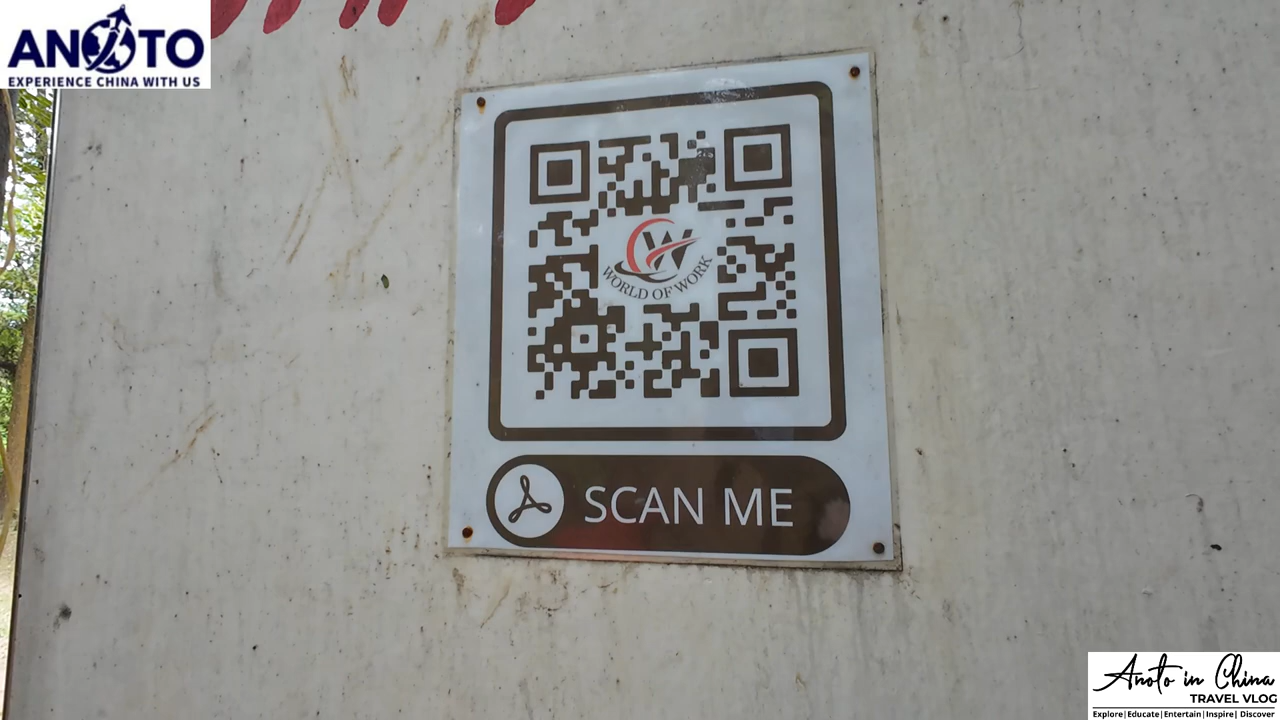 ANOTO
EXPERIENCE CHINA WITH US
W
WORLD OF WORK
SCAN ME
Anoto in China
TRAVEL VLOG
Explore|Educate|Entertain|Inspire| Discover